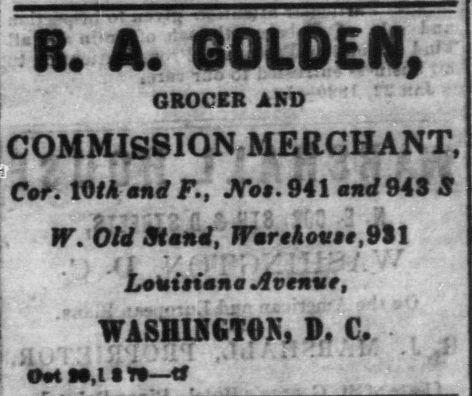 R. A. GOLDEN,
GROCER AND
COMMISSION MERCHANT,
Cor. 10th and F., Nos. 941 and 943 S
W. Old Stand, Warehouse, 931
Louisiana Avenue,
WASHINGTON, D. C.
Oct 1879—tf